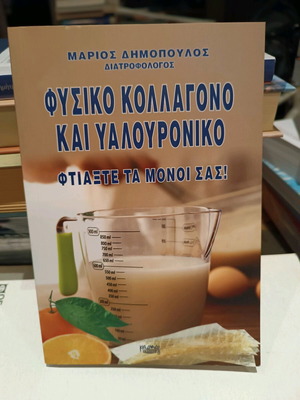 ΜΑΡΙΟΣ ΔΗΜΟΠΟΥΛΟΣ
ΔΙΑΤΡΟΦΟΛΟΓΟΣ
ΦΥΣΙΚΟ ΚΟΛΛΑΓΟΝΟ
ΚΑΙ ΥΑΛΟΥΡΟΝΙΚΟ
ΦΤΙΑΞΤΕ ΤΑ ΜΟΝΟΙ ΣΑΣ!